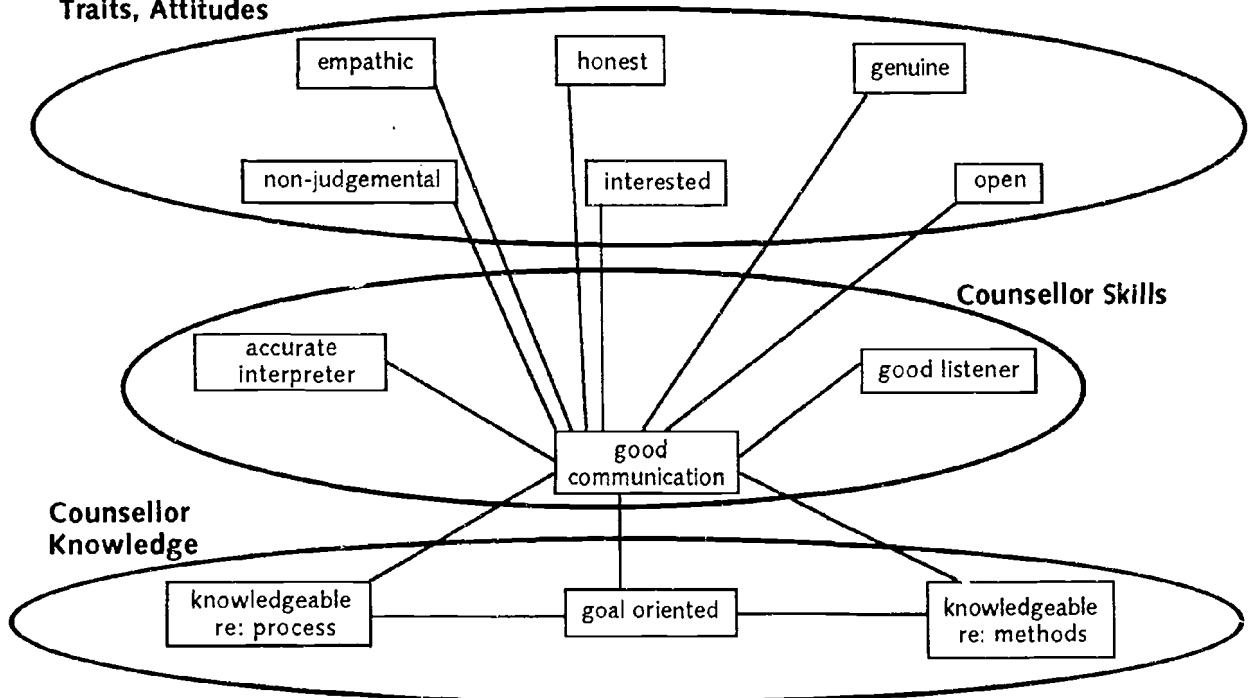 Traits, Attitudes
empathic
honest
genuine
non-judgemental
interested
open
Counsellor Skills
accurate
interpreter
good listener
good
communication
Counsellor
Knowledge
knowledgeable
re: process
goal oriented
knowledgeable
re: methods